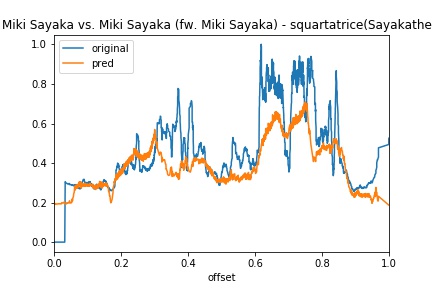 Miki Sayaka vs. Miki Sayaka (fw. Miki Sayaka) - squartatrice(Sayakathe
original
pred
1.0
0.8
0.6
0.4
0.2
0.0
0.0 0.2 0.4 0.6 0.8 1.0
offset